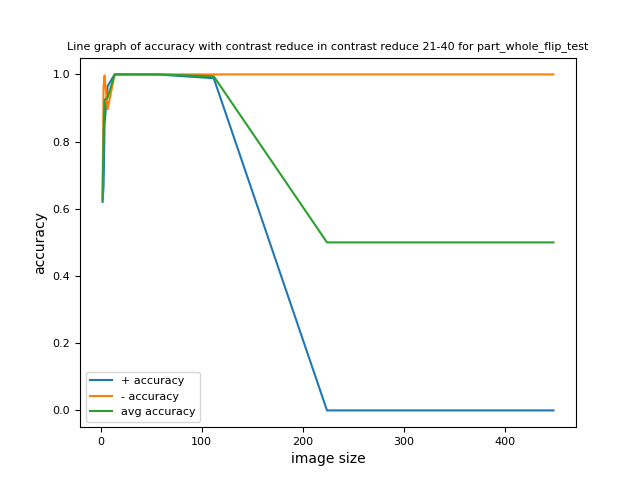 Line graph of accuracy with contrast reduce in contrast reduce 21-40 for part_whole_flip_test
1.0
0.8
0.6
0.4
0.2
0.0
accuracy
+ accuracy
- accuracy
avg accuracy
0 100 200 300 400
image size